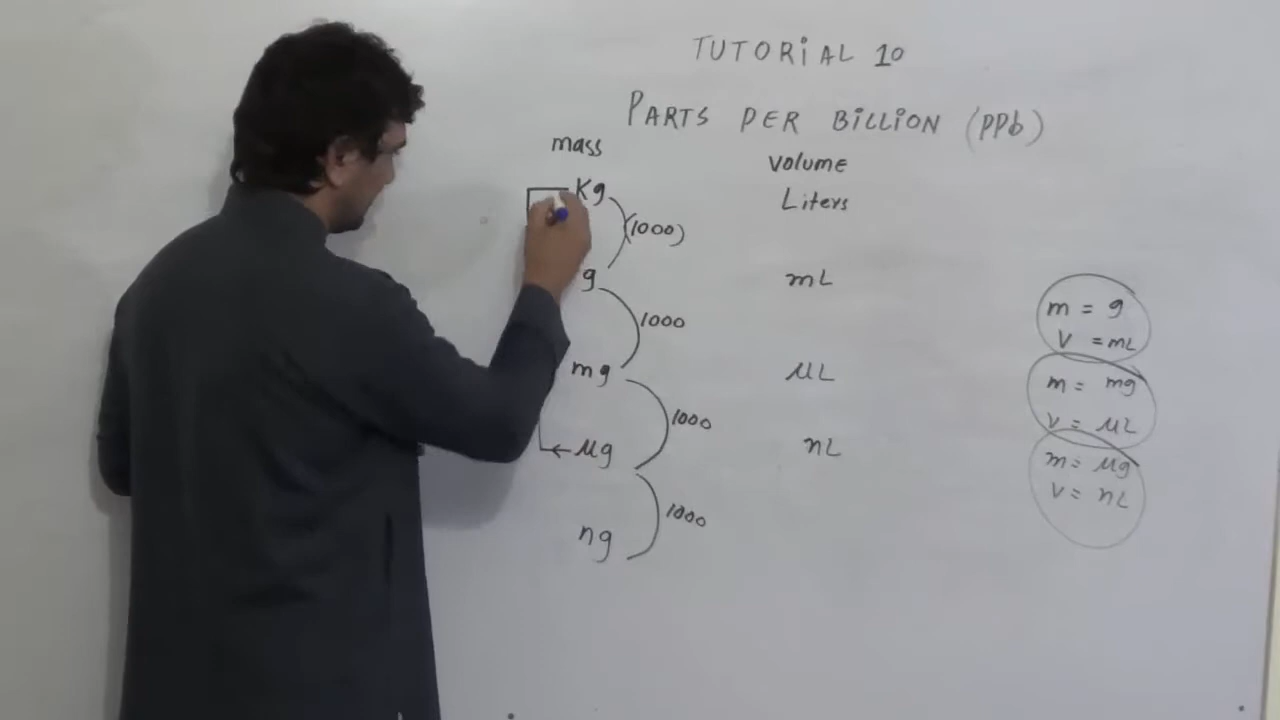 TUTORIAL 10
PARTS PER BILLION (PPb)
mass
volume
Kg
Liters
(1000)
g
mL
1000
mg
µL
1000
µg
nL
1000
ng
m = g
V = mL
m = mg
V = µL
m = µg
V = nL